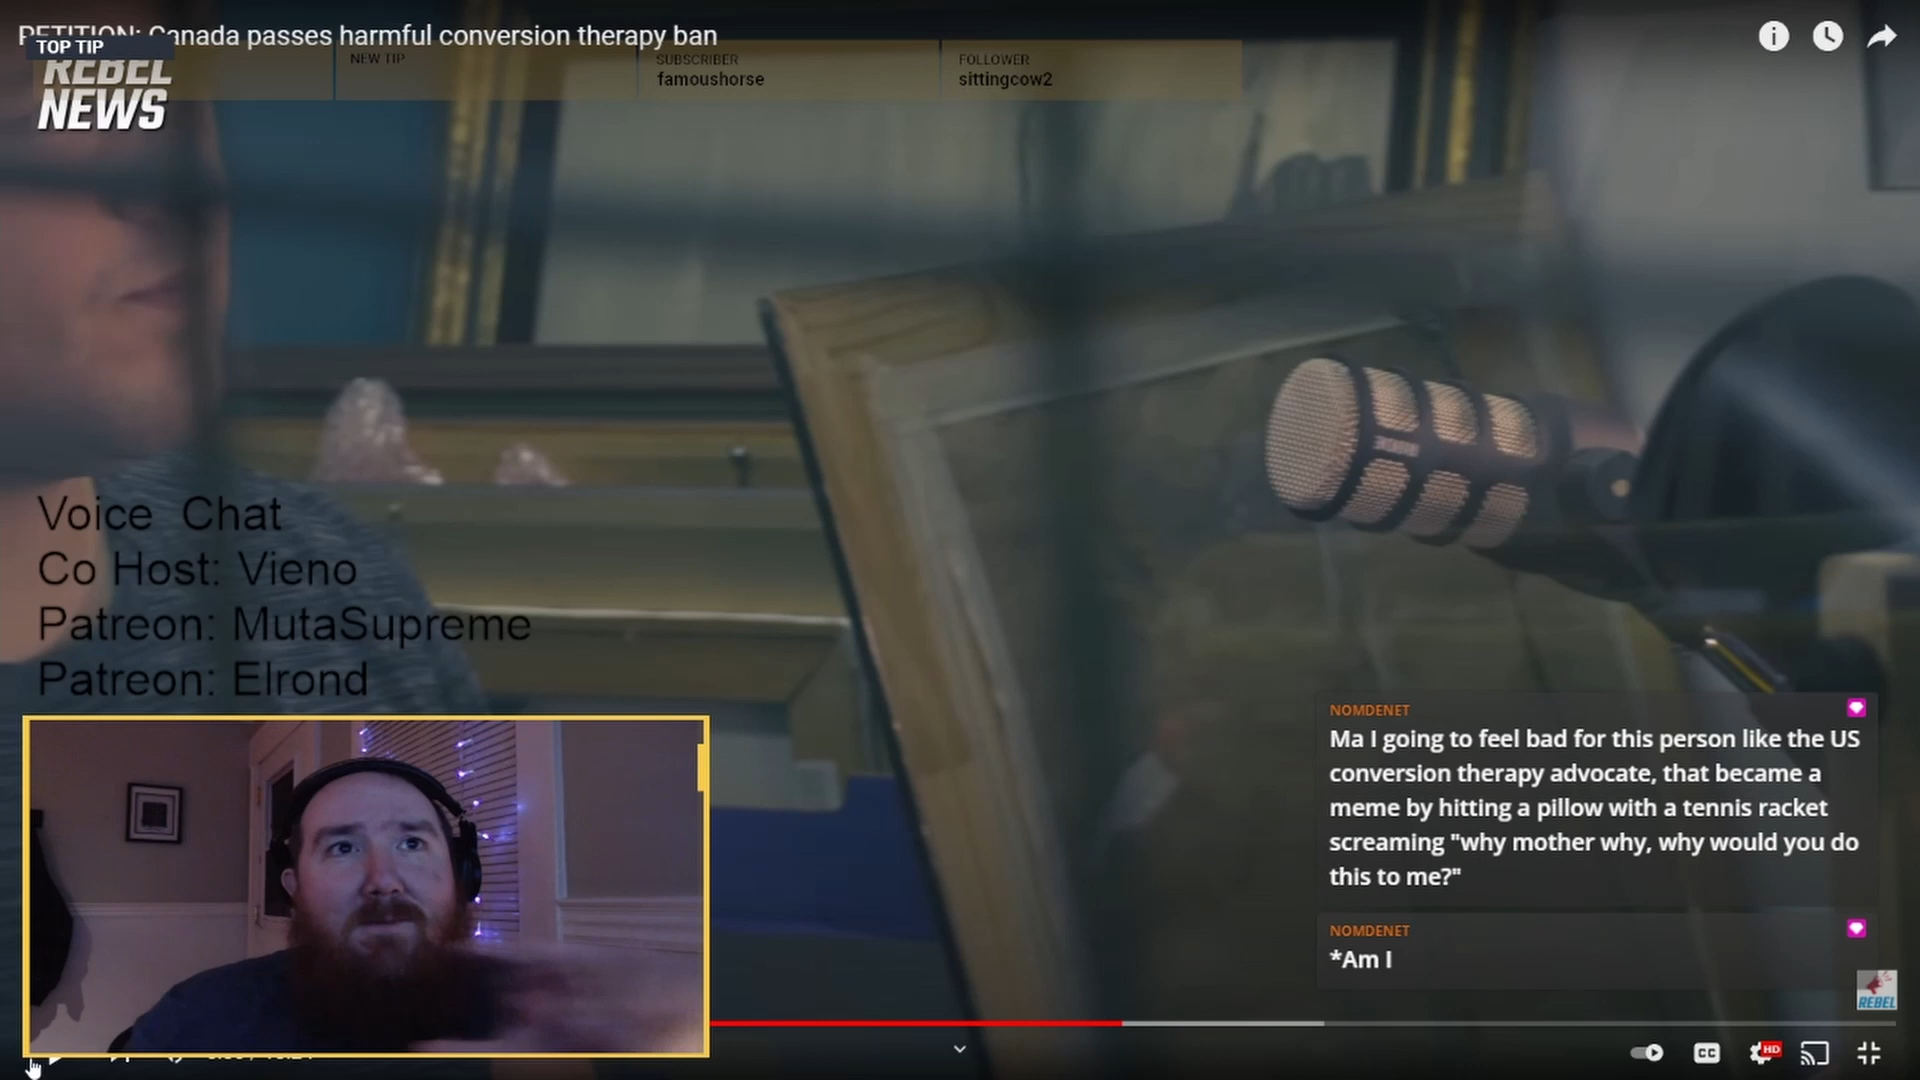 PETITION: Canada passes harmful conversion therapy ban
TOP TIP
NEW TIP
SUBSCRIBER
famoushorse
FOLLOWER
sittingcow2
REBEL
NEWS
Voice Chat
Co Host: Vieno
Patreon: MutaSupreme
Patreon: Elrond
NOMDENET
Ma I going to feel bad for this person like the US
conversion therapy advocate, that became a
meme by hitting a pillow with a tennis racket
screaming "why mother why, why would you do
this to me?"
NOMDENET
*Am I
REBEL
CC
HD